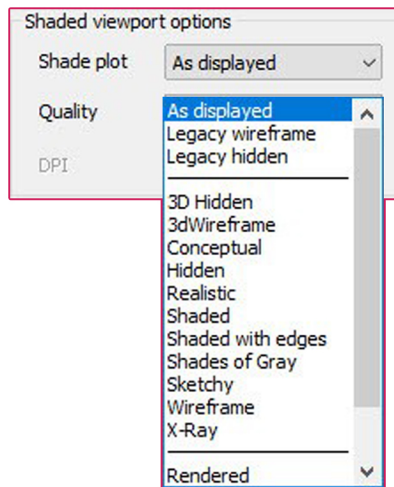 Shaded viewport options
Shade plot As displayed
Quality As displayed
Legacy wireframe
Legacy hidden
DPI
3D Hidden
3dWireframe
Conceptual
Hidden
Realistic
Shaded
Shaded with edges
Shades of Gray
Sketchy
Wireframe
X-Ray
Rendered